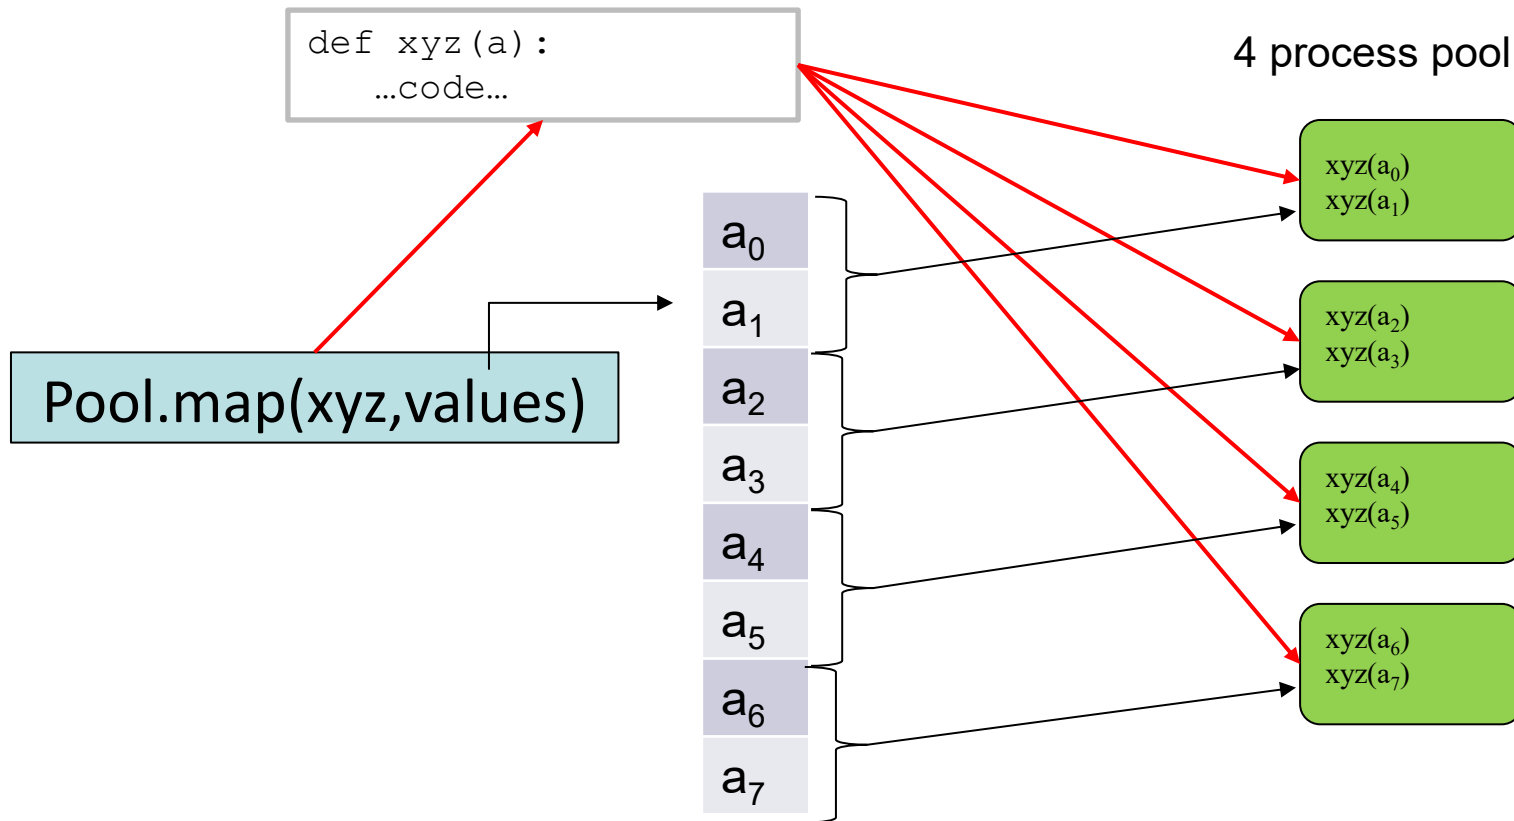 def xyz(a):
…code…
4 process pool
Pool.map(xyz,values)
a₀
a₁
a₂
a₃
a₄
a₅
a₆
a₇
xyz(a₀)
xyz(a₁)
xyz(a₂)
xyz(a₃)
xyz(a₄)
xyz(a₅)
xyz(a₆)
xyz(a₇)